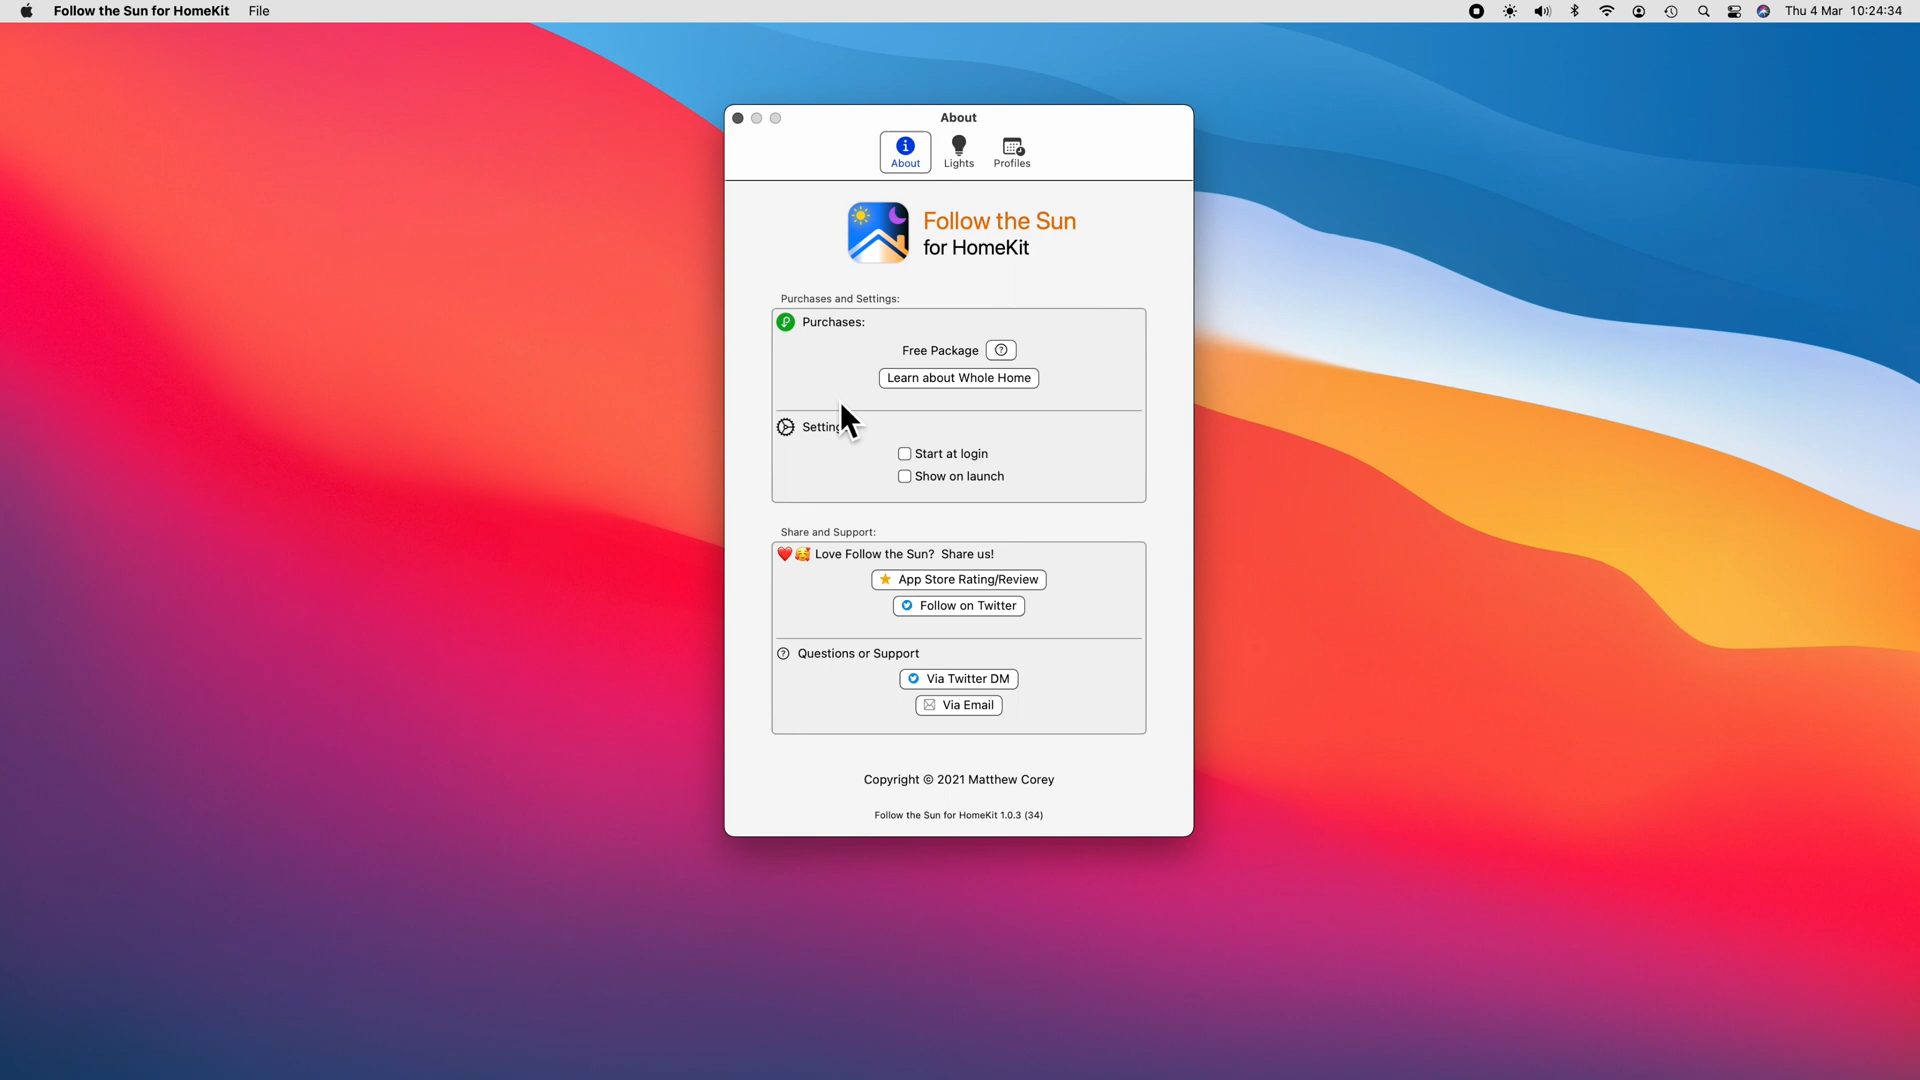 Follow the Sun for HomeKit File Thu 4 Mar 10:24:34
About
About Lights Profiles
Follow the Sun
for HomeKit
Purchases and Settings:
Purchases:
Free Package
Learn about Whole Home
Setting
Start at login
Show on launch
Share and Support:
Love Follow the Sun? Share us!
App Store Rating/Review
Follow on Twitter
Questions or Support
Via Twitter DM
Via Email
Copyright © 2021 Matthew Corey
Follow the Sun for HomeKit 1.0.3 (34)